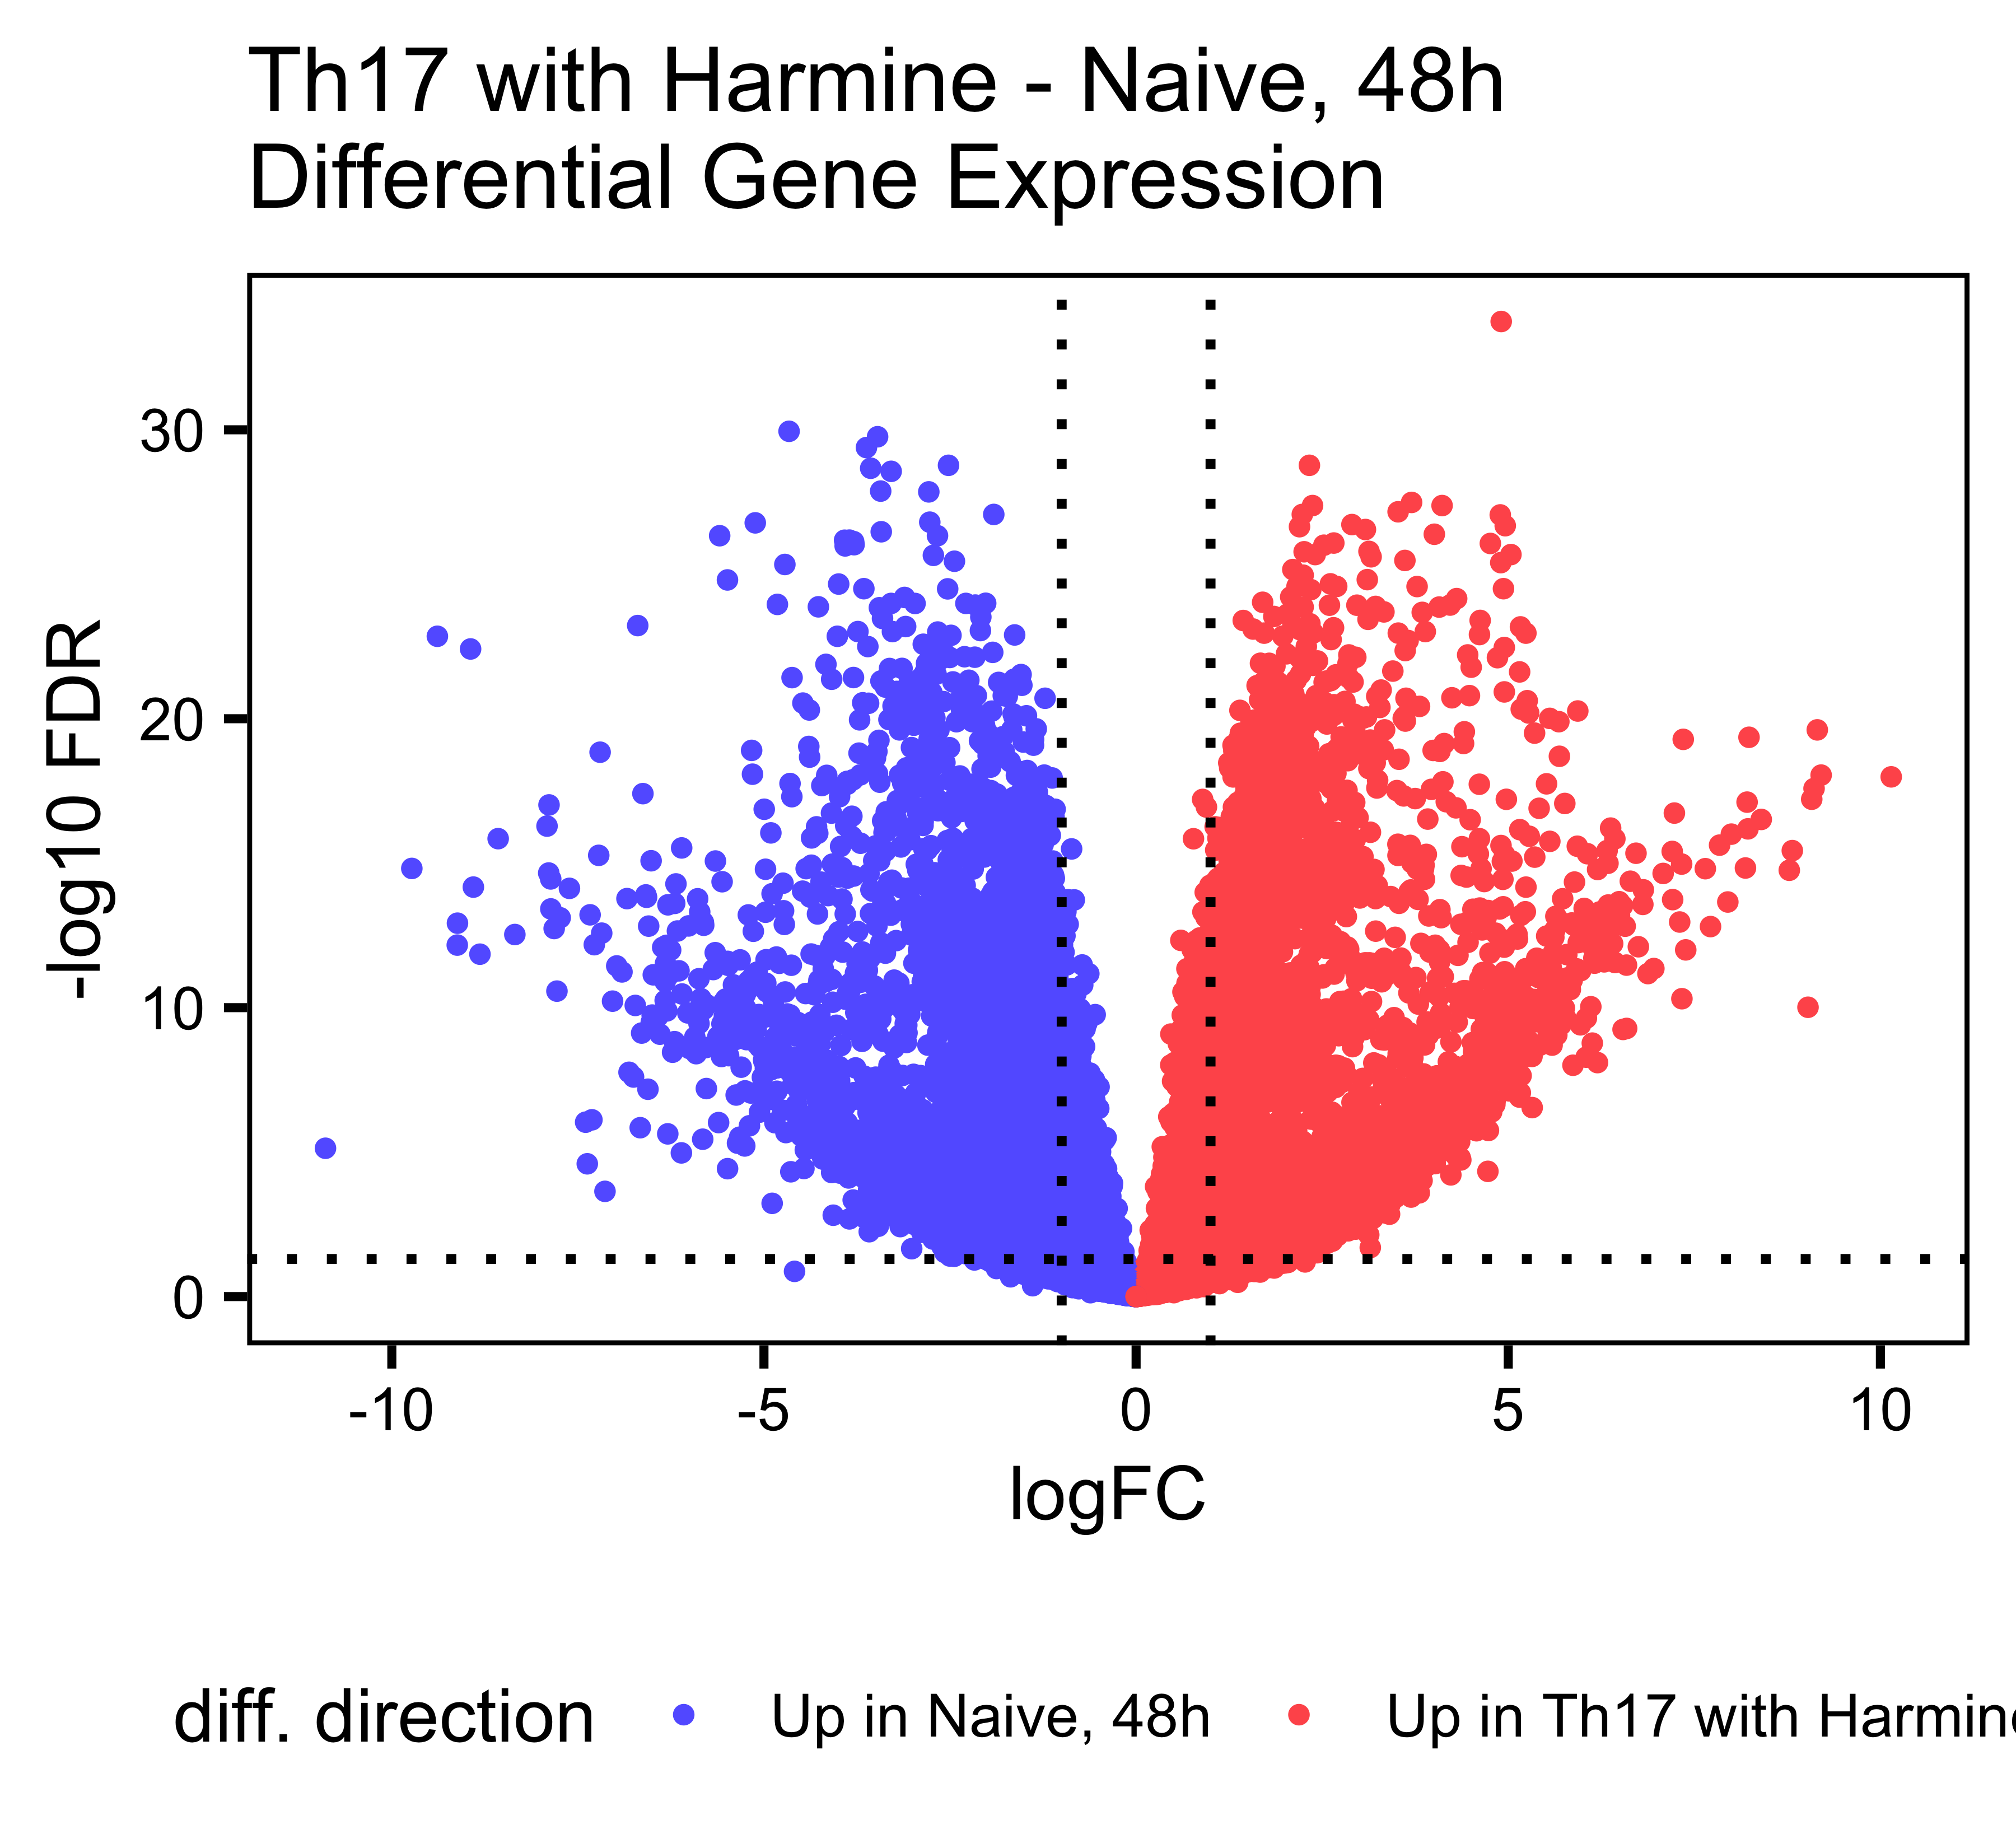 Th17 with Harmine - Naive, 48h
Differential Gene Expression
-log10 FDR
30
20
10
0
-10 -5 0 5 10
logFC
diff. direction Up in Naive, 48h Up in Th17 with Harmine